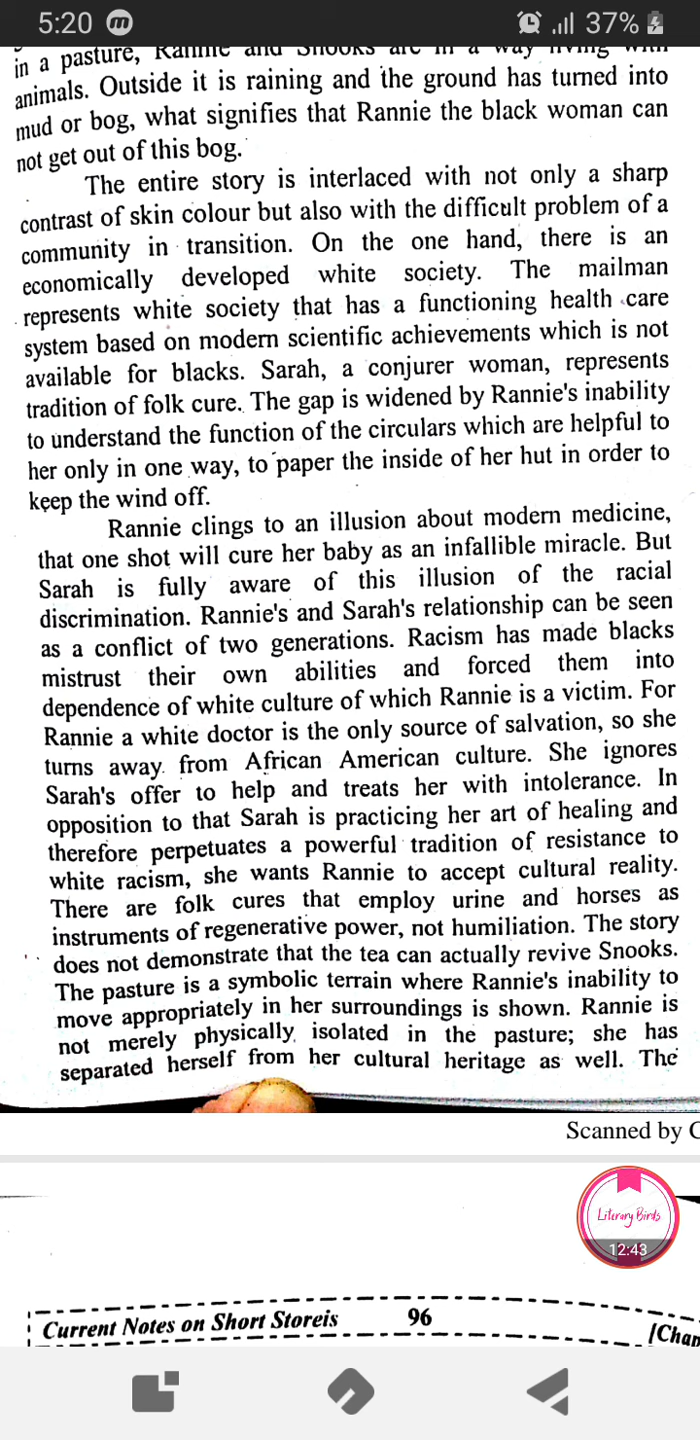 5:20 m 37%
in a pasture, Rannie and Snooks are in a way living with
animals. Outside it is raining and the ground has turned into
mud or bog, what signifies that Rannie the black woman can
not get out of this bog.
The entire story is interlaced with not only a sharp
contrast of skin colour but also with the difficult problem of a
community in transition. On the one hand, there is an
economically developed white society. The mailman
represents white society that has a functioning health care
system based on modern scientific achievements which is not
available for blacks. Sarah, a conjurer woman, represents
tradition of folk cure. The gap is widened by Rannie's inability
to understand the function of the circulars which are helpful to
her only in one way, to paper the inside of her hut in order to
keep the wind off.
Rannie clings to an illusion about modern medicine,
that one shot will cure her baby as an infallible miracle. But
Sarah is fully aware of this illusion of the racial
discrimination. Rannie's and Sarah's relationship can be seen
as a conflict of two generations. Racism has made blacks
mistrust their own abilities and forced them into
dependence of white culture of which Rannie is a victim. For
Rannie a white doctor is the only source of salvation, so she
turns away from African American culture. She ignores
Sarah's offer to help and treats her with intolerance. In
opposition to that Sarah is practicing her art of healing and
therefore perpetuates a powerful tradition of resistance to
white racism, she wants Rannie to accept cultural reality.
There are folk cures that employ urine and horses as
instruments of regenerative power, not humiliation. The story
does not demonstrate that the tea can actually revive Snooks.
The pasture is a symbolic terrain where Rannie's inability to
move appropriately in her surroundings is shown. Rannie is
not merely physically isolated in the pasture; she has
separated herself from her cultural heritage as well. The
Scanned by C
Literary Birds
12:43
Current Notes on Short Storeis 96 [Chap